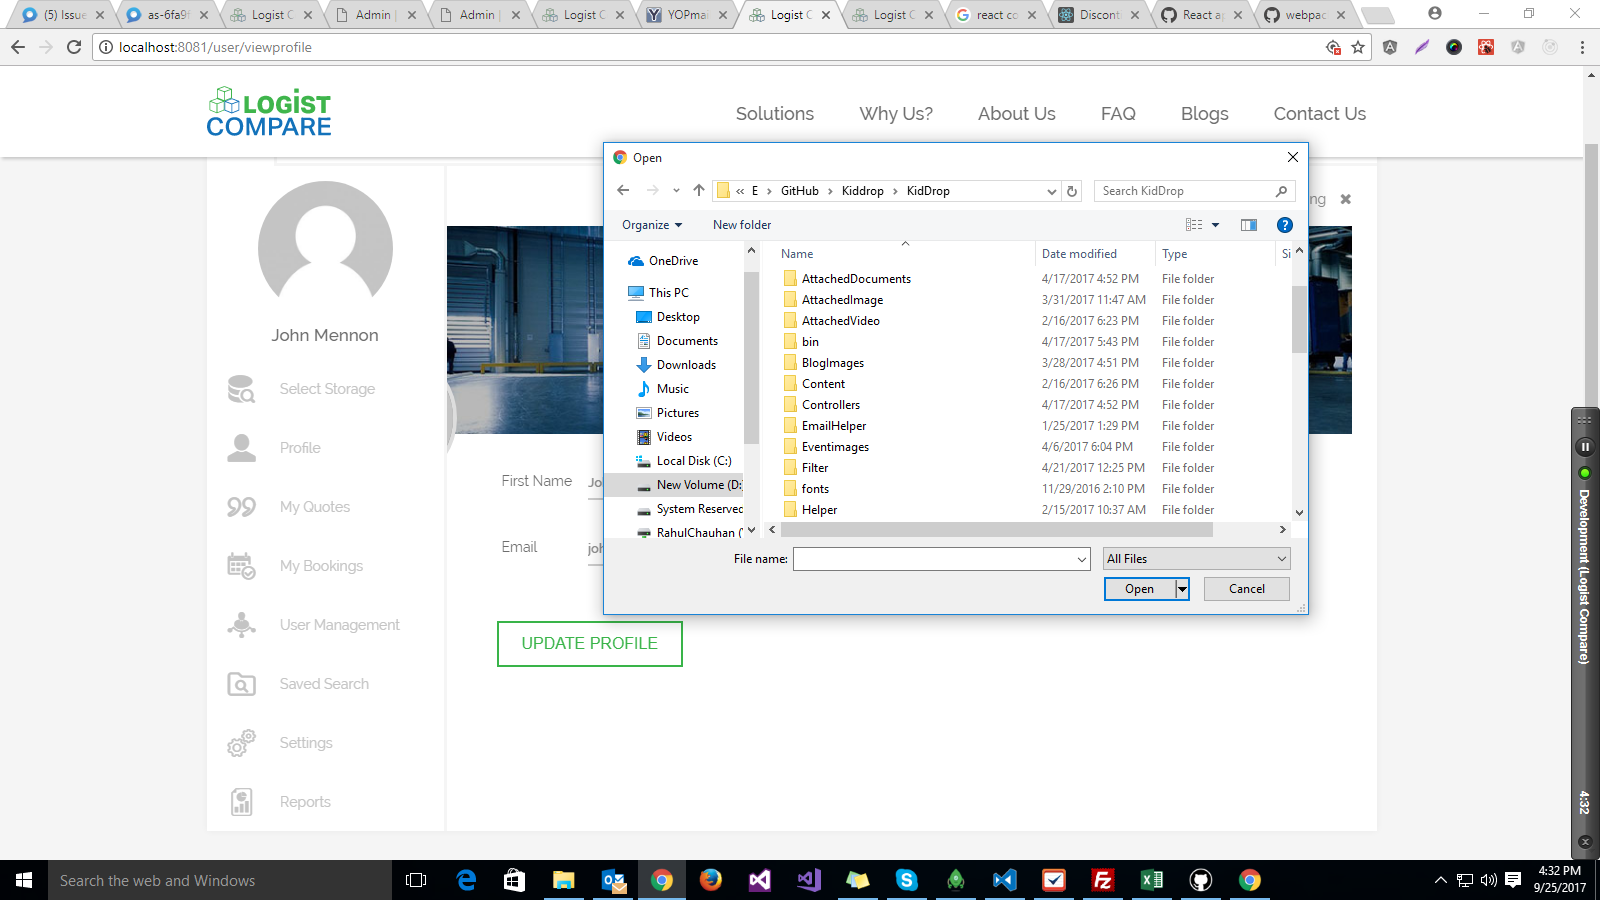 (5) Issue
as-6fa9f
Logist C
Admin |
Admin |
Logist C
YOPmai
Logist C
Logist C
react co
Discont
React ap
webpac
localhost:8081/user/viewprofile
LOGIST
COMPARE
Solutions
Why Us?
About Us
FAQ
Blogs
Contact Us
John Mennon
Select Storage
Profile
My Quotes
My Bookings
User Management
Saved Search
Settings
Reports
ng
First Name
Jo
Email
joh
UPDATE PROFILE
Open
« E > GitHub > Kiddrop > KidDrop
Search KidDrop
Organize
New folder
OneDrive
This PC
Desktop
Documents
Downloads
Music
Pictures
Videos
Local Disk (C:)
New Volume (D:)
System Reserved
RahulChauhan (
Name Date modified Type Si
AttachedDocuments 4/17/2017 4:52 PM File folder
AttachedImage 3/31/2017 11:47 AM File folder
AttachedVideo 2/16/2017 6:23 PM File folder
bin 4/17/2017 5:43 PM File folder
BlogImages 3/28/2017 4:51 PM File folder
Content 2/16/2017 6:26 PM File folder
Controllers 4/17/2017 4:52 PM File folder
EmailHelper 1/25/2017 1:29 PM File folder
Eventimages 4/6/2017 6:04 PM File folder
Filter 4/21/2017 12:25 PM File folder
fonts 11/29/2016 2:10 PM File folder
Helper 2/15/2017 10:37 AM File folder
File name:
All Files
Open
Cancel
Development (Logist Compare)
4:32
Search the web and Windows
4:32 PM
9/25/2017